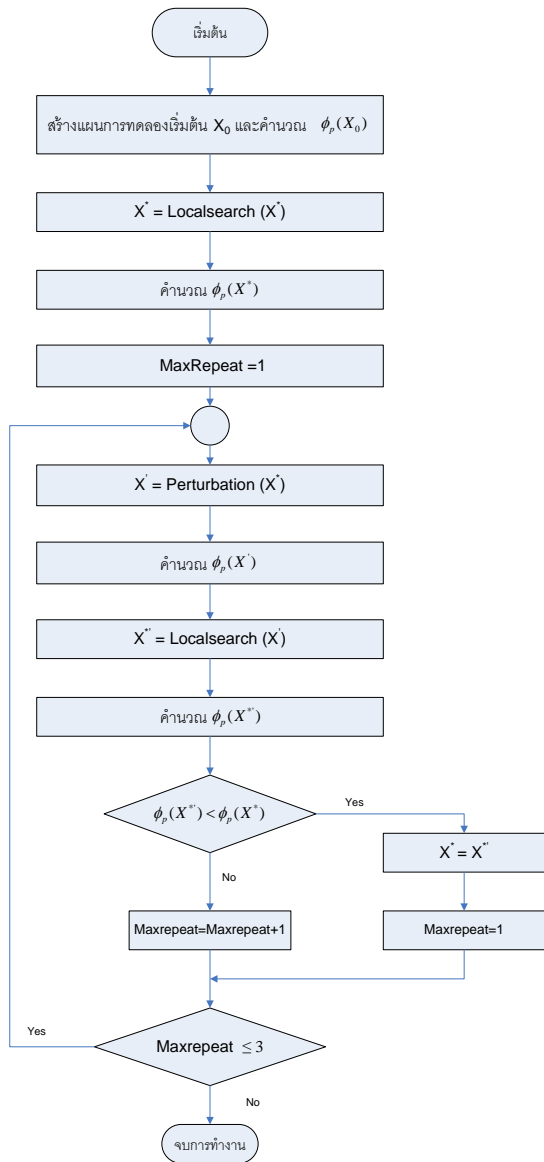 เริ่มต้น
สร้างแผนการทดลองเริ่มต้น X₀ และคำนวณ ϕₚ(X₀)
X* = Localsearch (X*)
คำนวณ ϕₚ(X*)
MaxRepeat =1
X' = Perturbation (X*)
คำนวณ ϕₚ(X')
X*' = Localsearch (X')
คำนวณ ϕₚ(X*')
ϕₚ(X*') < ϕₚ(X*)
Yes
X* = X*'
No
Maxrepeat=Maxrepeat+1
Maxrepeat=1
Yes
Maxrepeat ≤ 3
No
จบการทำงาน